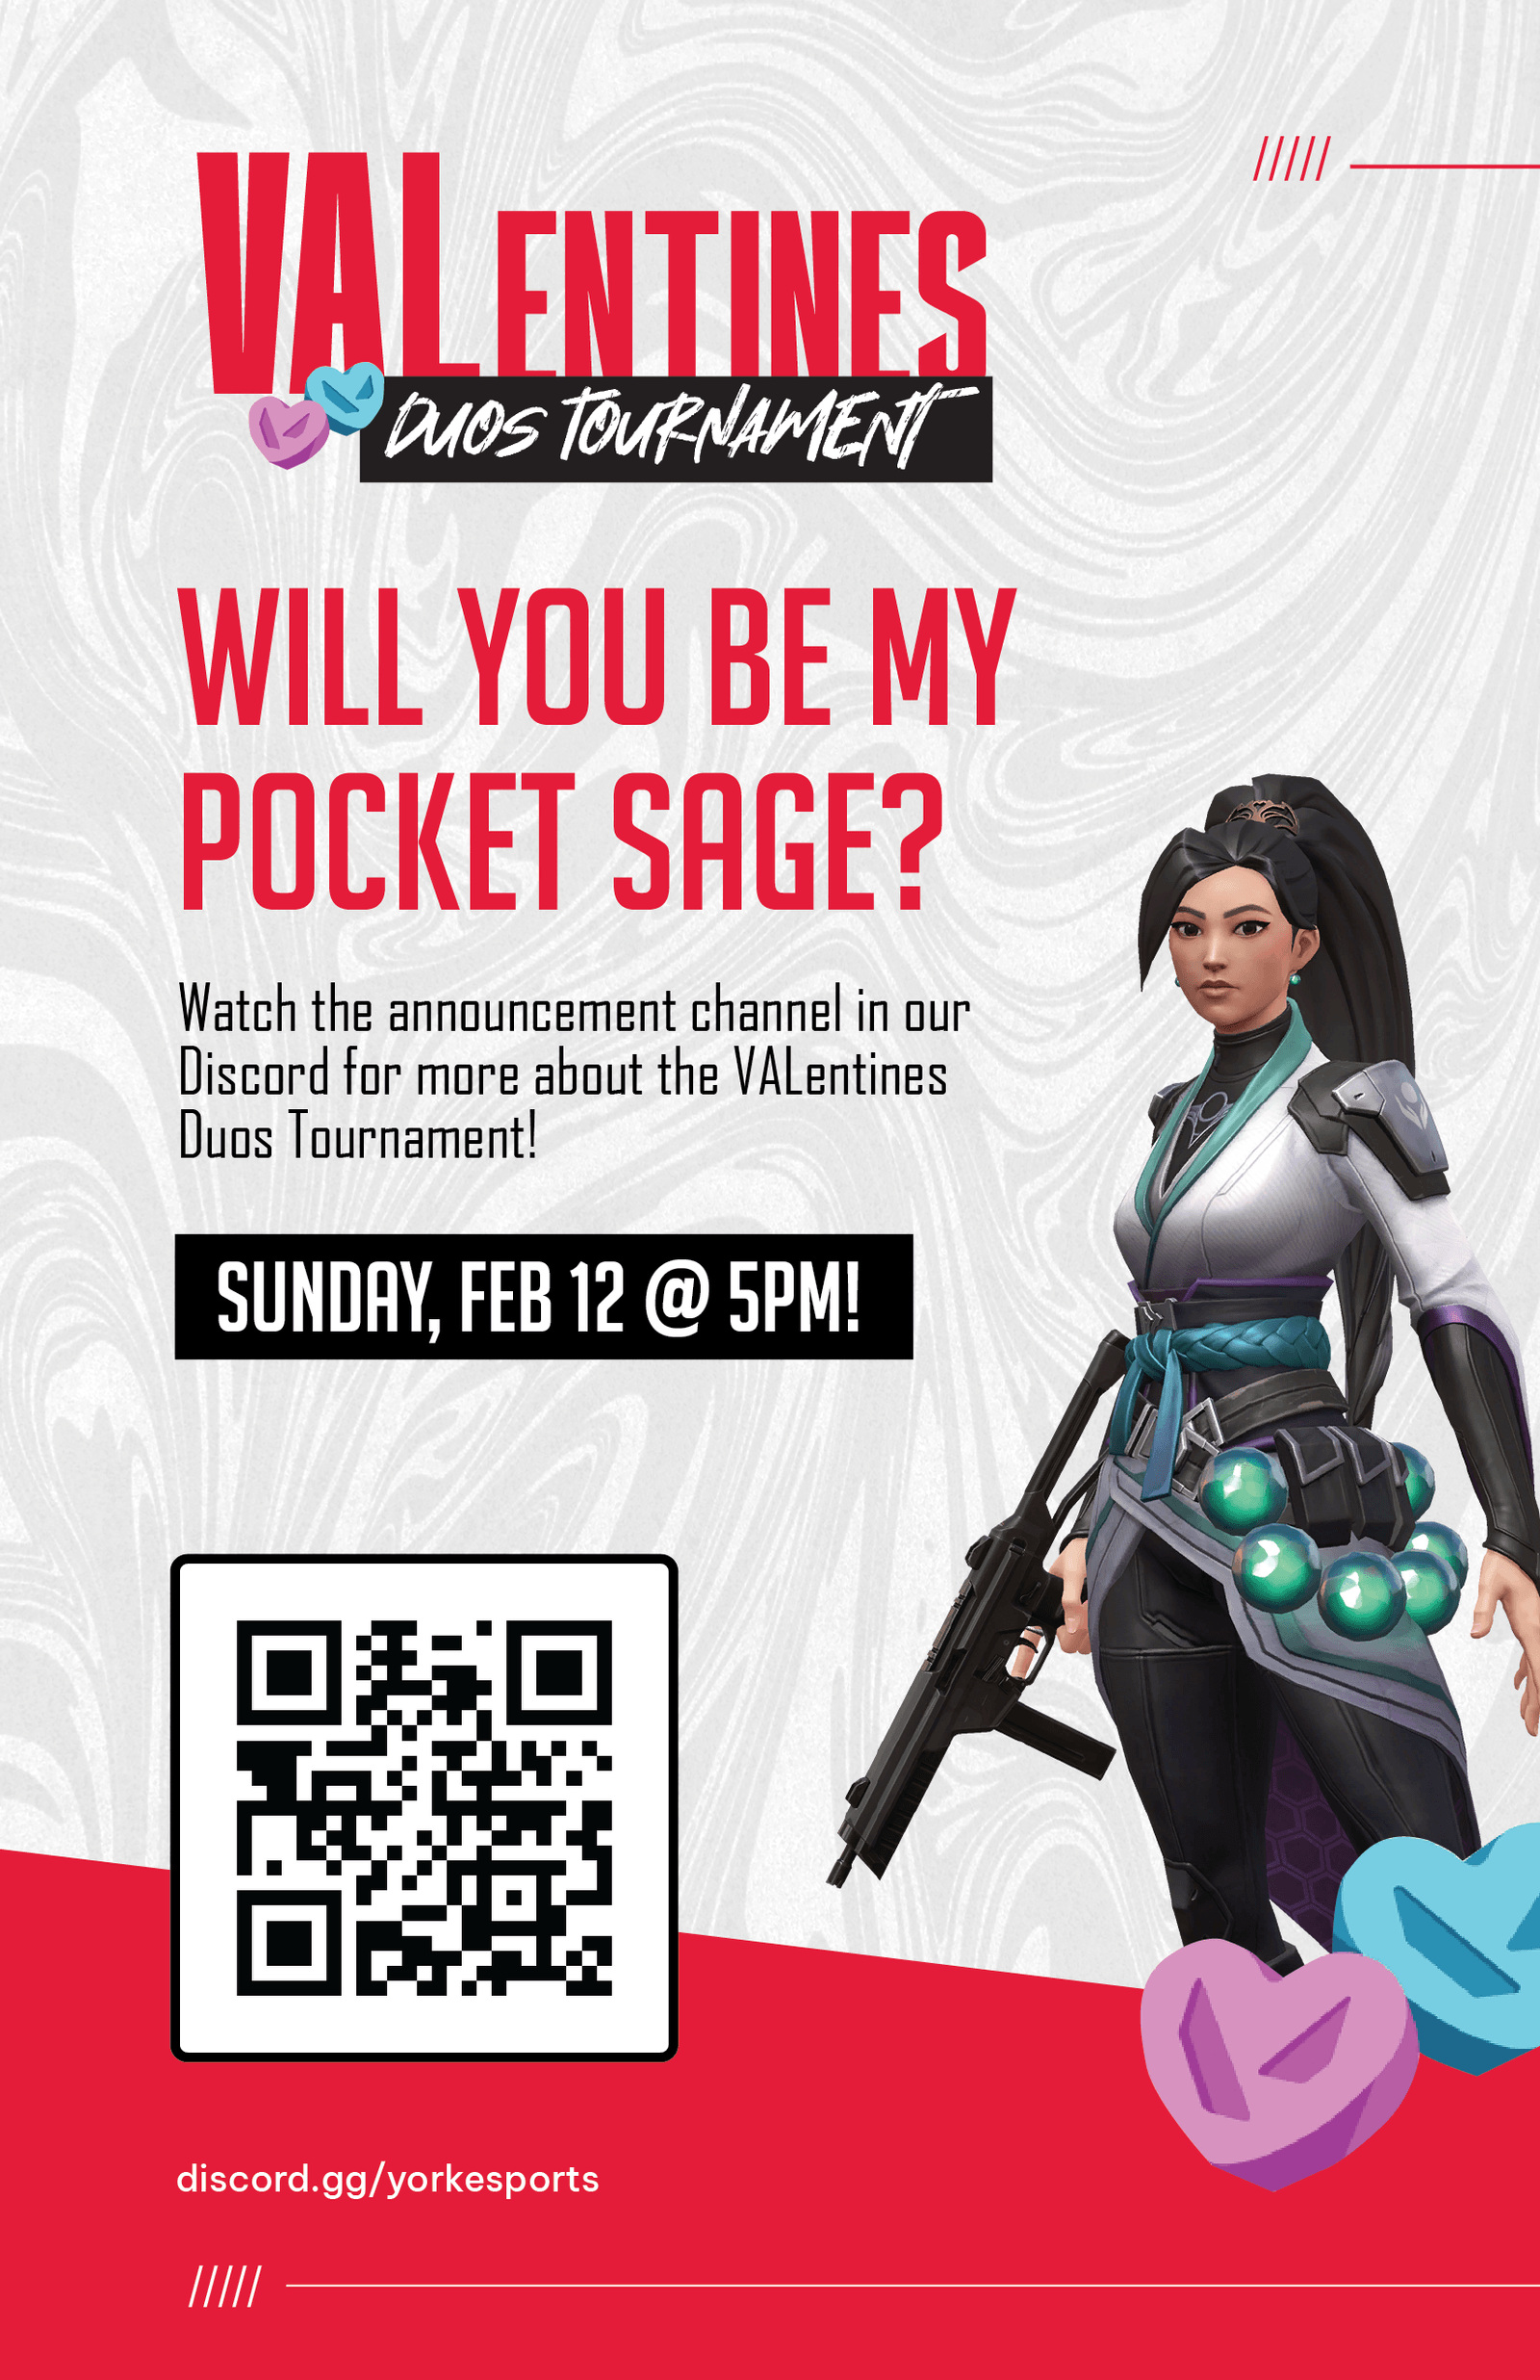 VALENTINES
DUOS TOURNAMENT
WILL YOU BE MY
POCKET SAGE?
Watch the announcement channel in our
Discord for more about the VALentines
Duos Tournament!
SUNDAY, FEB 12 @ 5PM!
discord.gg/yorkesports